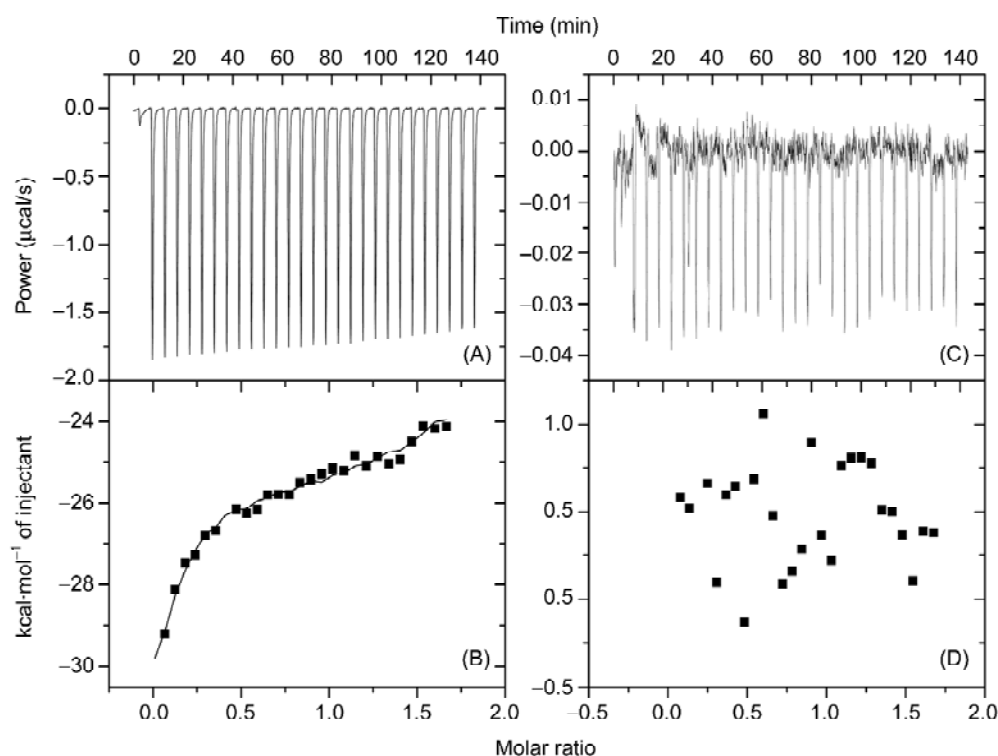 Time (min)
0 20 40 60 80 100 120 140
0 20 40 60 80 100 120 140
0.0
−0.5
−1.0
−1.5
−2.0
Power (μcal/s)
(A)
0.01
0.00
−0.01
−0.02
−0.03
−0.04
(C)
−24
−26
−28
−30
kcal·mol−1 of injectant
(B)
1.0
0.5
0.5
−0.5
(D)
0.0 0.5 1.0 1.5 2.0
−0.5 0.0 0.5 1.0 1.5 2.0
Molar ratio